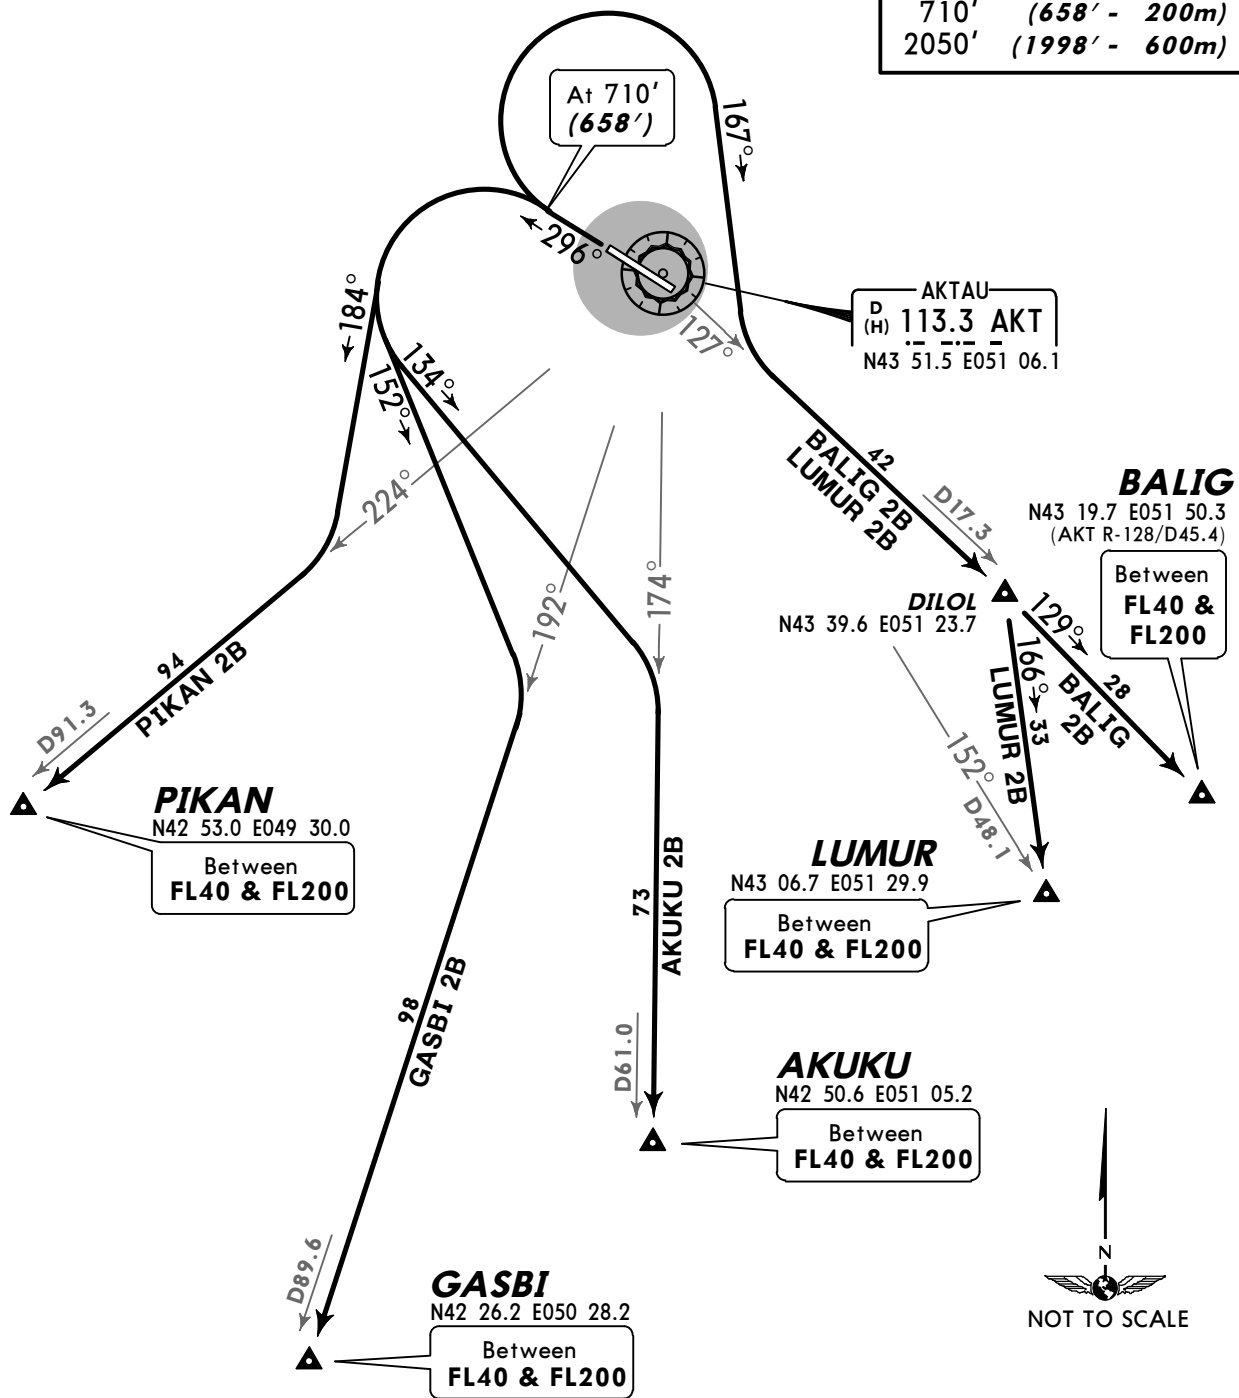 710' (658' - 200m)
2050' (1998' - 600m)
At 710'
(658')
167°
296°
184°
AKTAU
D
(H) 113.3 AKT
N43 51.5 E051 06.1
127°
134°
152°
224°
42
BALIG 2B
LUMUR 2B
D17.3
BALIG
N43 19.7 E051 50.3
(AKT R-128/D45.4)
Between
FL40 &
FL200
192°
174°
DILOL
N43 39.6 E051 23.7
129°
28
BALIG
2B
166°
33
LUMUR 2B
152°
D48.1
94
PIKAN 2B
D91.3
PIKAN
N42 53.0 E049 30.0
Between
FL40 & FL200
LUMUR
N43 06.7 E051 29.9
Between
FL40 & FL200
73
AKUKU 2B
98
GASBI 2B
D61.0
AKUKU
N42 50.6 E051 05.2
Between
FL40 & FL200
D89.6
GASBI
N42 26.2 E050 28.2
Between
FL40 & FL200
N
NOT TO SCALE